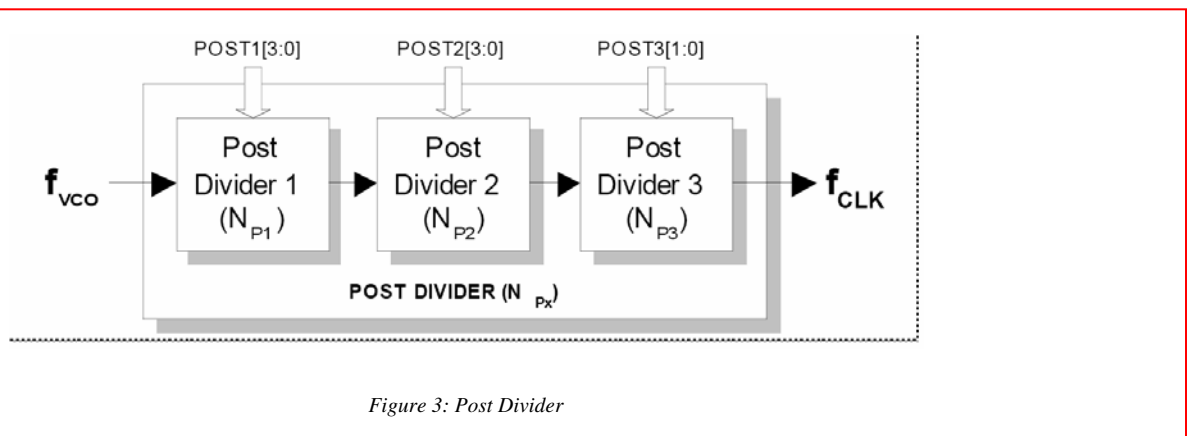 POST1[3:0] POST2[3:0] POST3[1:0]
Post Divider 1 (NP1)
Post Divider 2 (NP2)
Post Divider 3 (NP3)
fVCO
fCLK
POST DIVIDER (N Px)
Figure 3: Post Divider